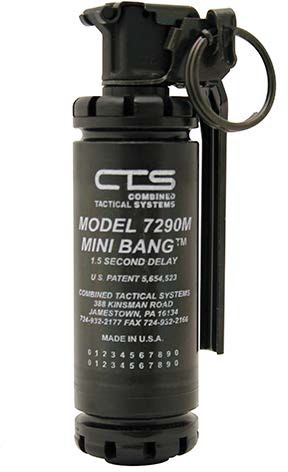 CTS
COMBINED
TACTICAL SYSTEMS
MODEL 7290M
MINI BANG™
1.5 SECOND DELAY
U.S. PATENT 5,654,523
COMBINED TACTICAL SYSTEMS
388 KINSMAN ROAD
JAMESTOWN, PA 16134
724-932-2177 FAX 724-932-2166
MADE IN U.S.A.
0 1 2 3 4 5 6 7 8 9 0
0 1 2 3 4 5 6 7 8 9 0